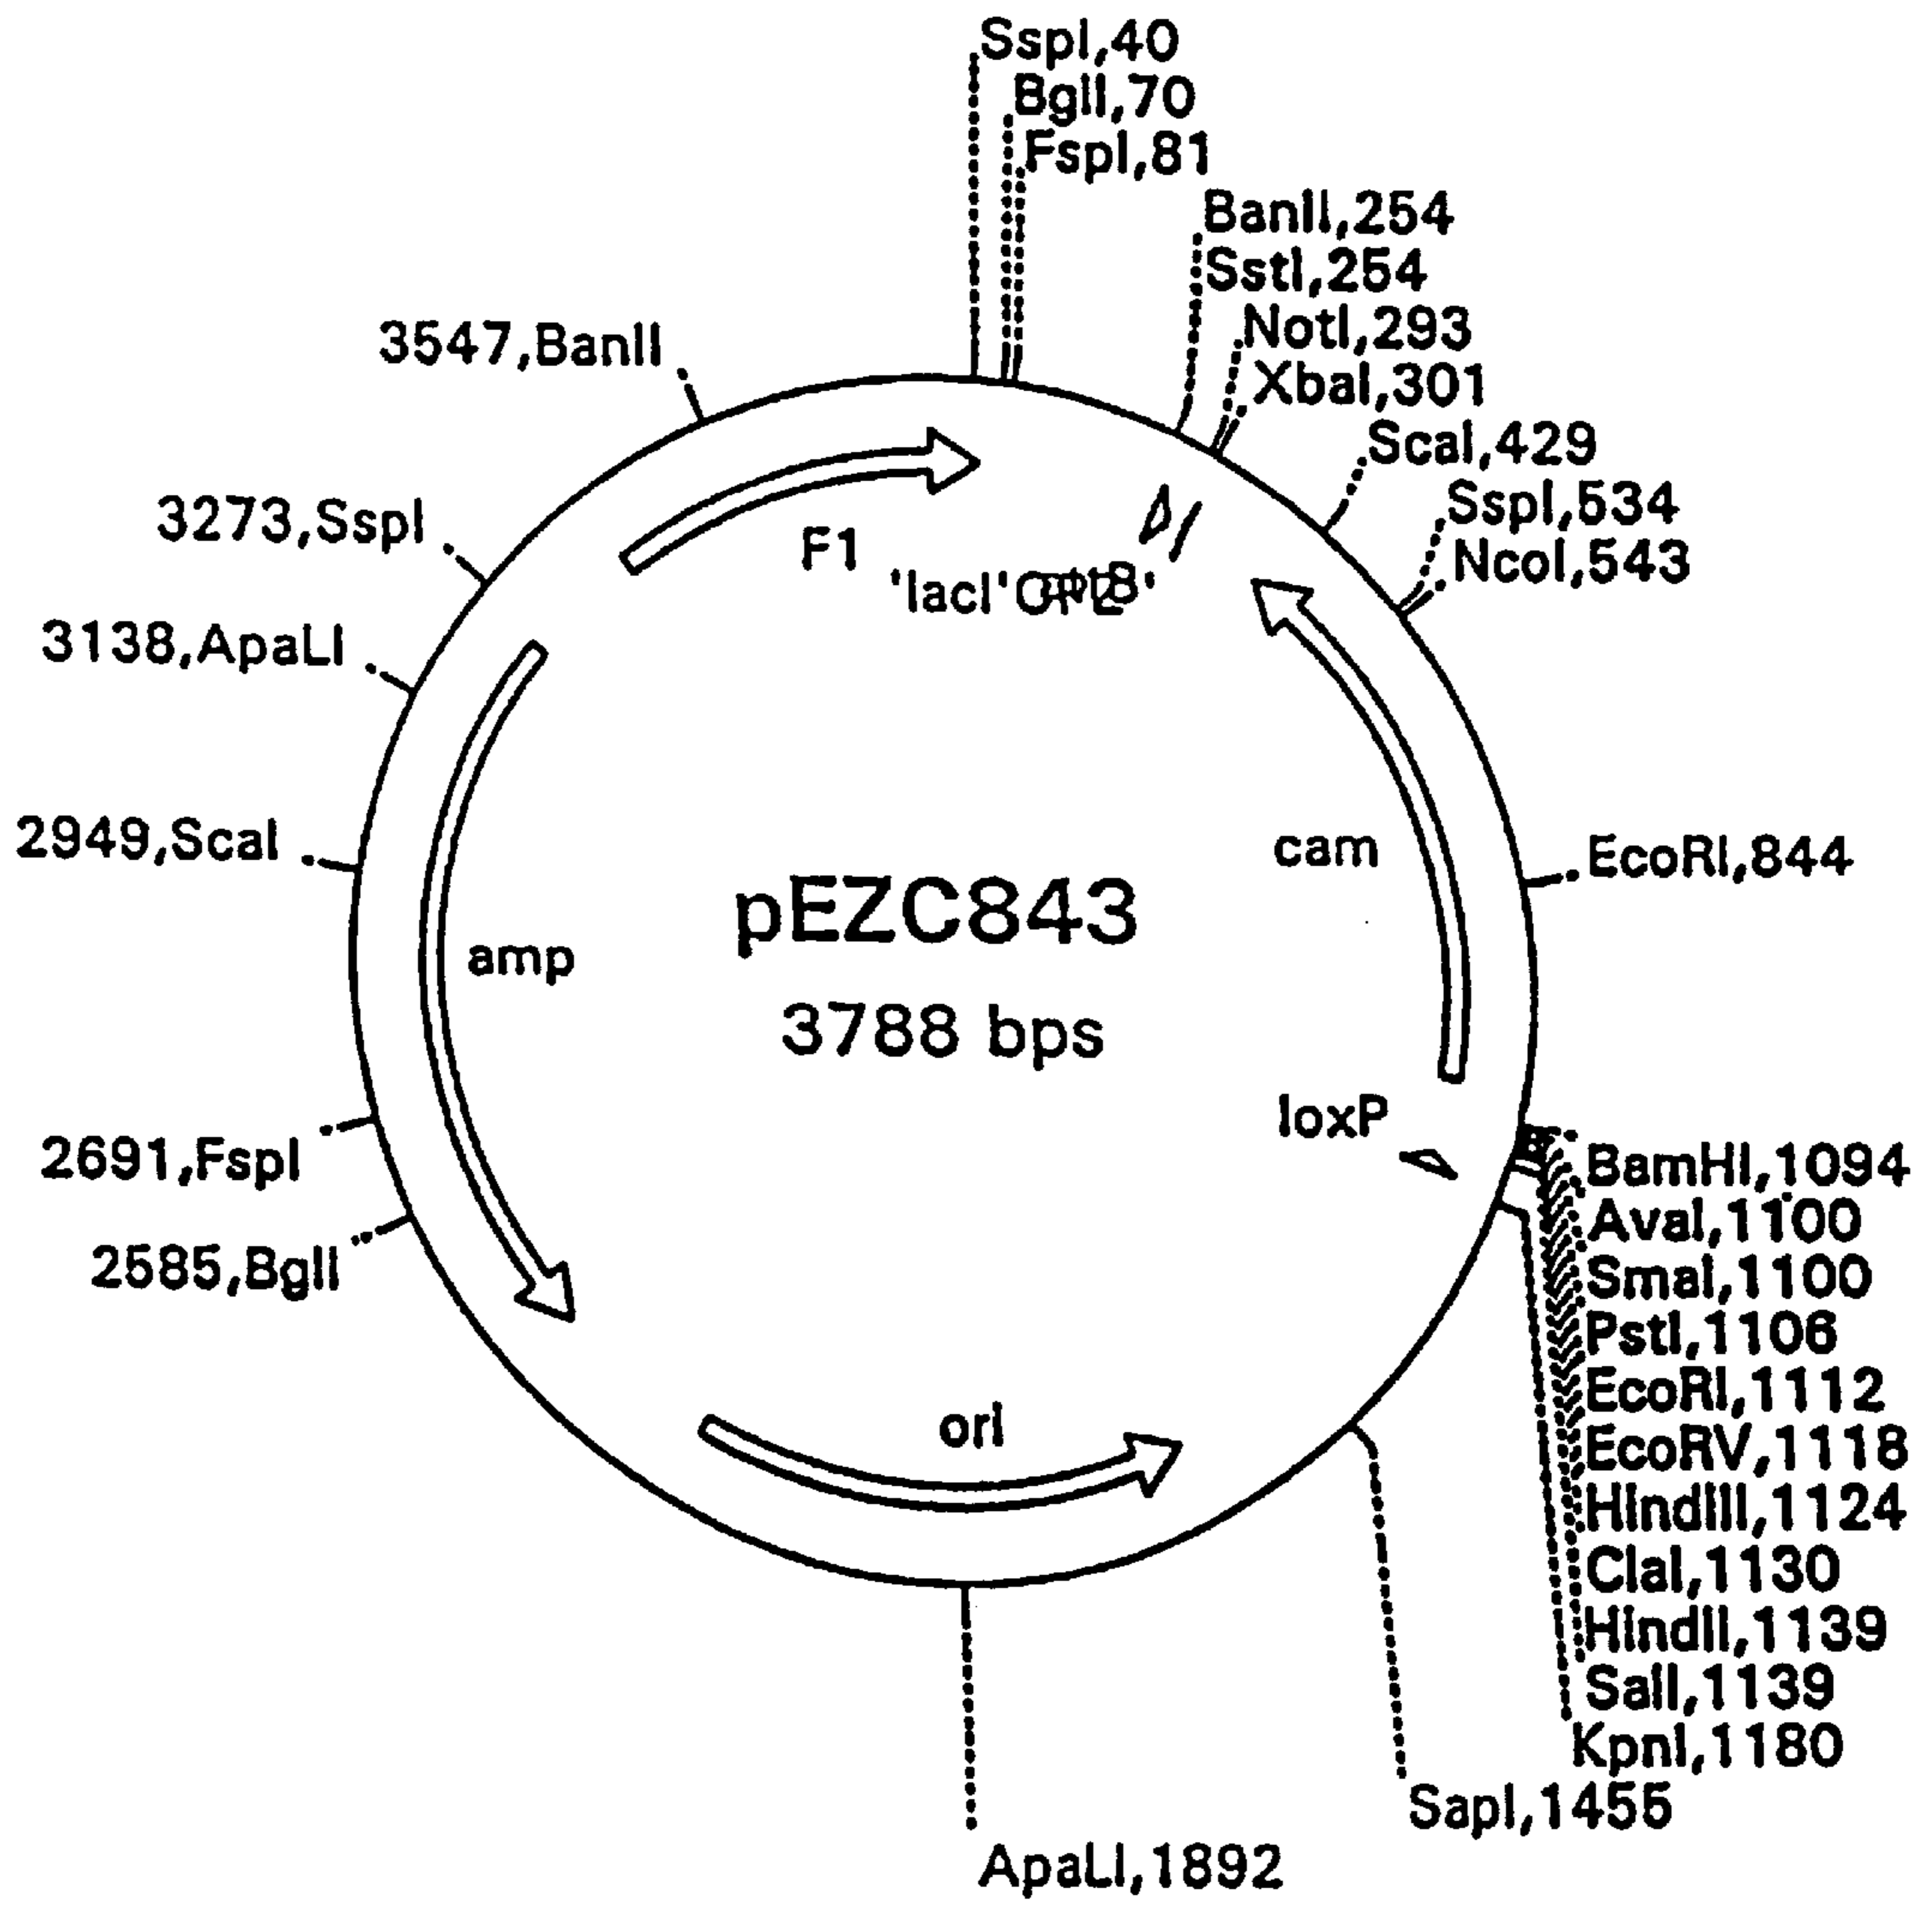 SspI,40
BglI,70
FspI,81
BanII,254
SstI,254
NotI,293
XbaI,301
ScaI,429
SspI,534
NcoI,543
EcoRI,844
BamHI,1094
AvaI,1100
SmaI,1100
PstI,1106
EcoRI,1112
EcoRV,1118
HindIII,1124
ClaI,1130
HindII,1139
SalI,1139
KpnI,1180
SapI,1455
ApaLI,1892
2585,BglI
2691,FspI
2949,ScaI
3138,ApaLI
3273,SspI
3547,BanII
F1
'lacI'
cam
loxP
ori
amp
pEZC843
3788 bps